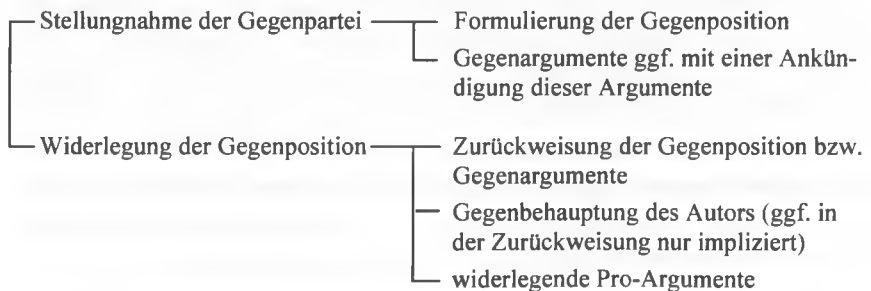 Stellungnahme der Gegenpartei
Formulierung der Gegenposition
Gegenargumente ggf. mit einer Ankün-
digung dieser Argumente
Widerlegung der Gegenposition
Zurückweisung der Gegenposition bzw.
Gegenargumente
Gegenbehauptung des Autors (ggf. in
der Zurückweisung nur impliziert)
widerlegende Pro-Argumente